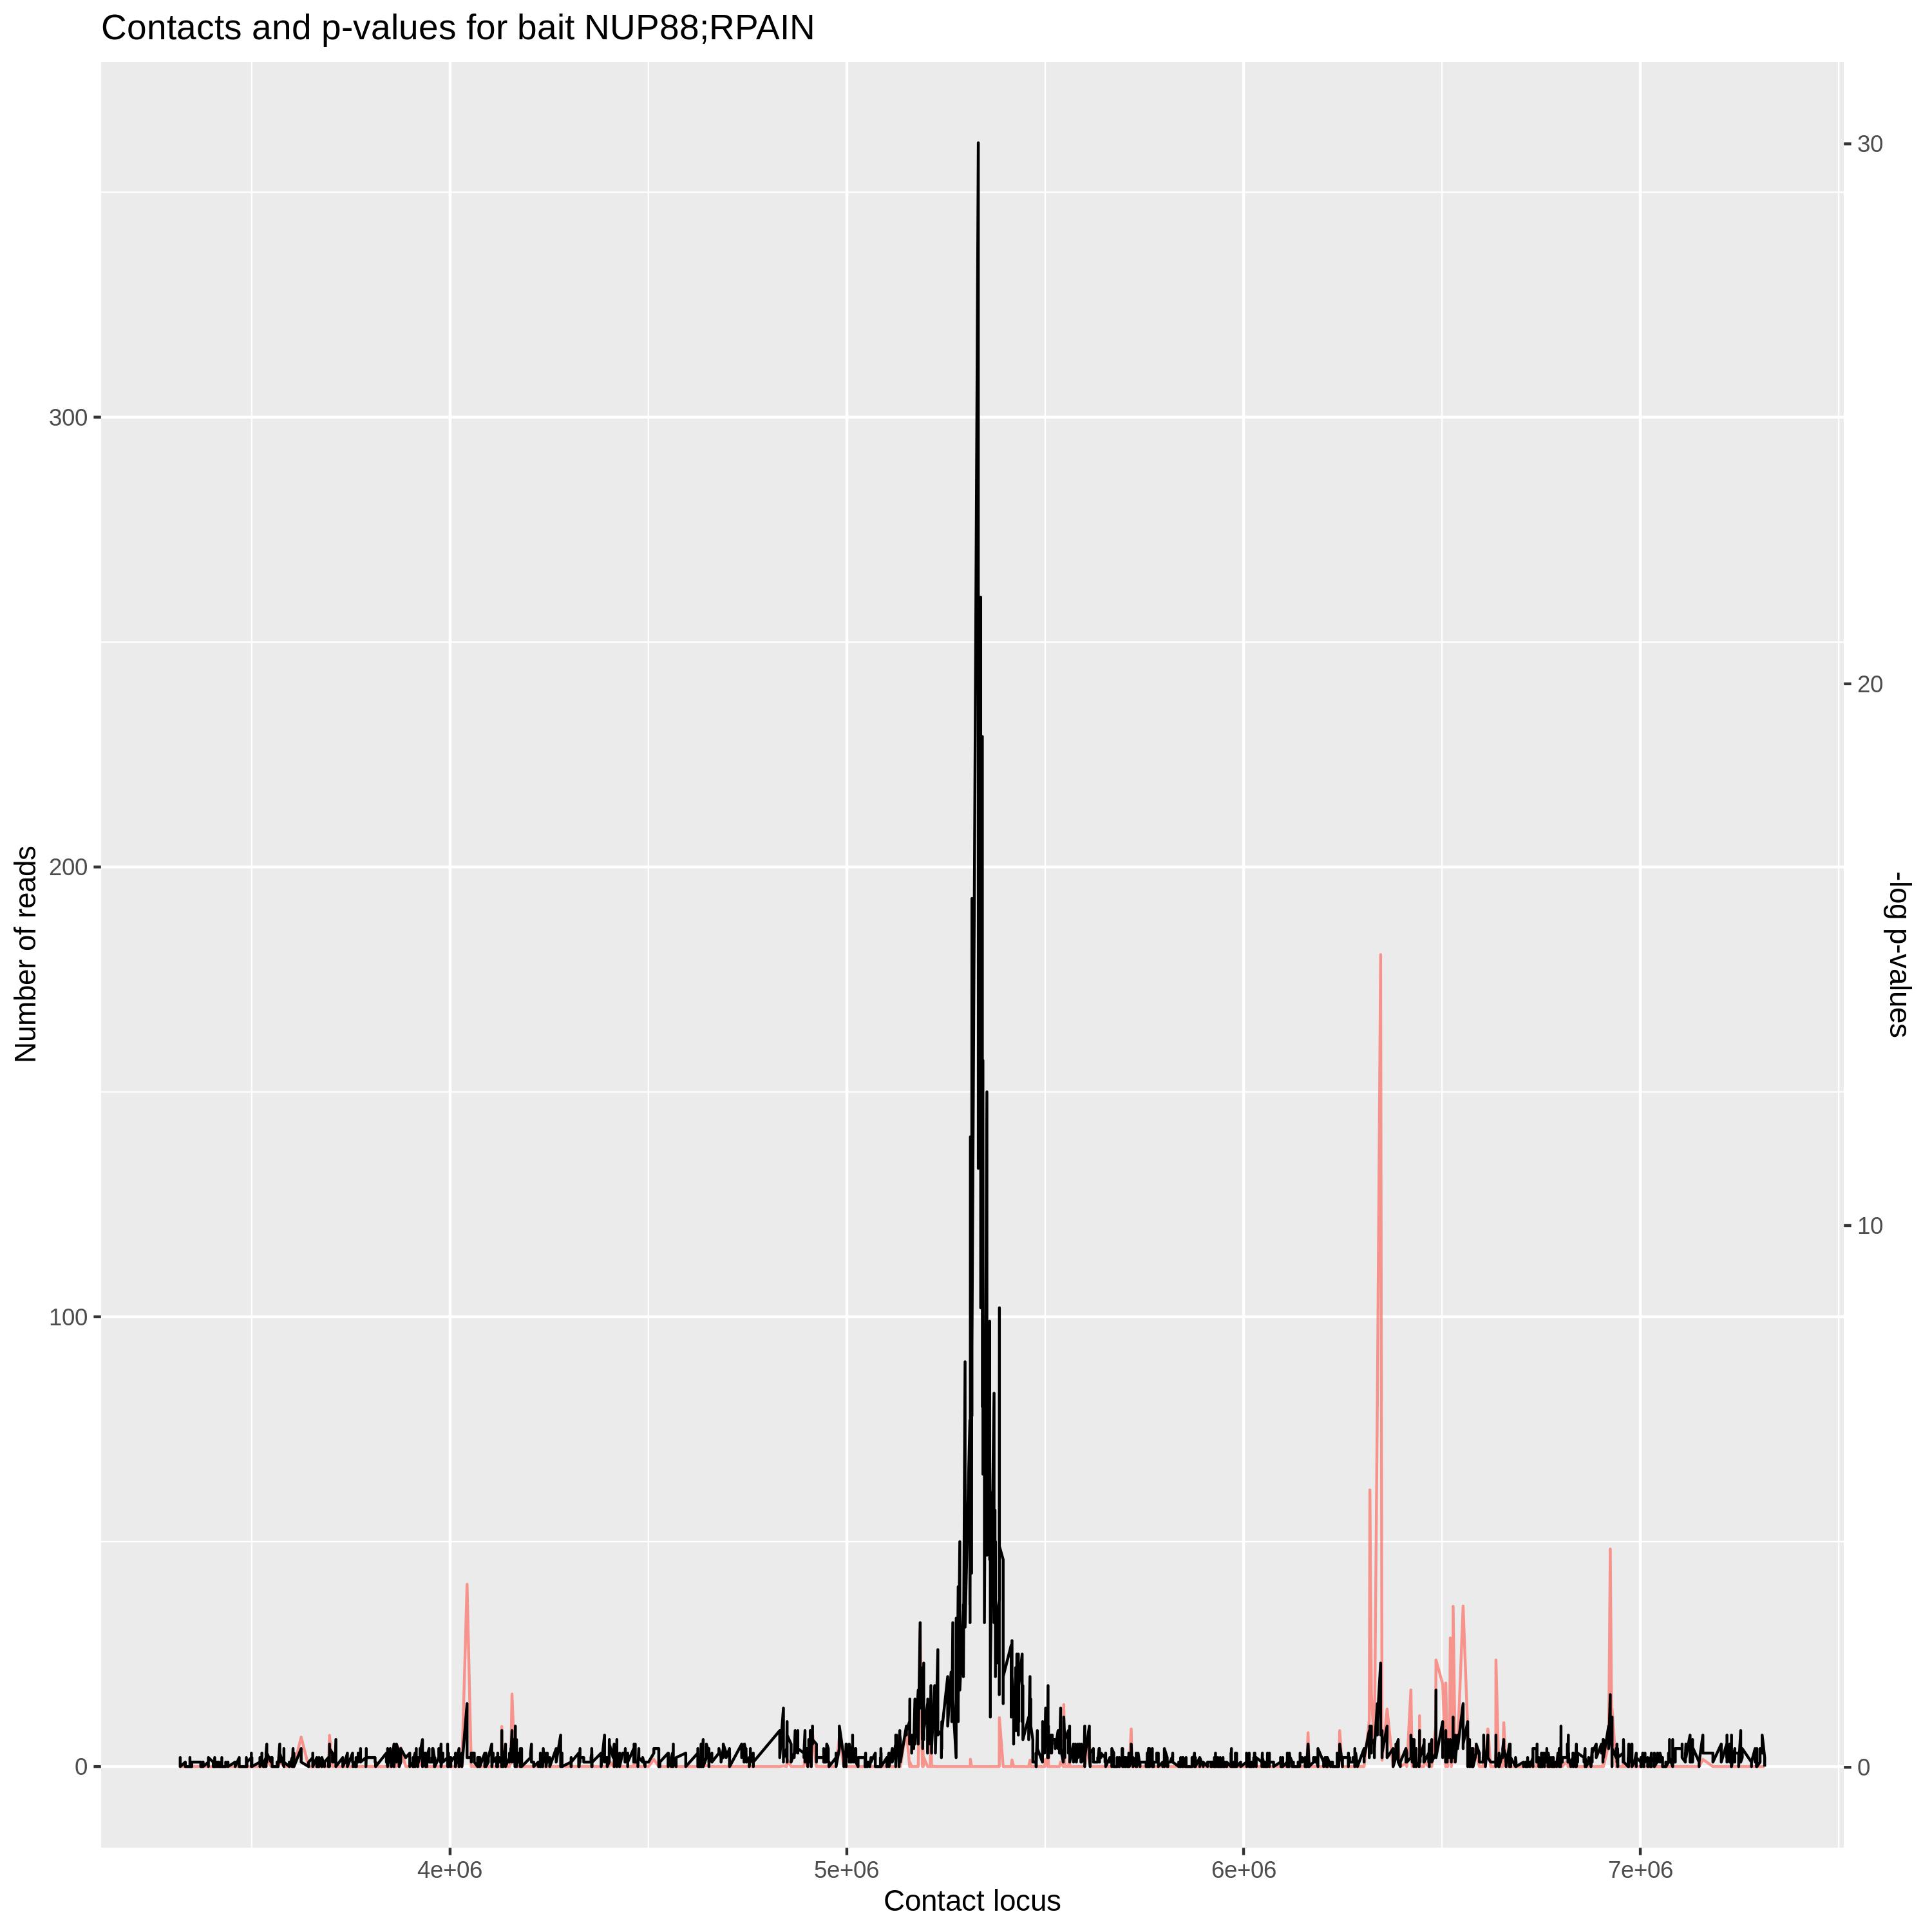 Contacts and p-values for bait NUP88;RPAIN
30
300
20
200
Number of reads
-log p-values
10
100
0
0
4e+06
5e+06
6e+06
7e+06
Contact locus